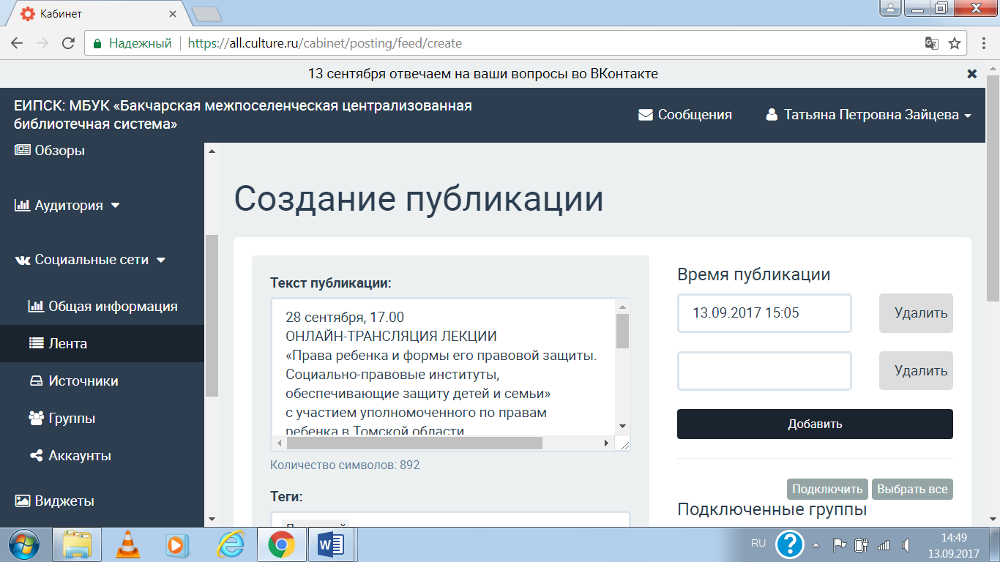 Кабинет
Надежный
https://all.culture.ru/cabinet/posting/feed/create
13 сентября отвечаем на ваши вопросы во ВКонтакте
ЕИПСК: МБУК «Бакчарская межпоселенческая централизованная
библиотечная система»
Сообщения
Татьяна Петровна Зайцева
Обзоры
Аудитория
Социальные сети
Общая информация
Лента
Источники
Группы
Аккаунты
Виджеты
Создание публикации
Текст публикации:
28 сентября, 17.00
ОНЛАЙН-ТРАНСЛЯЦИЯ ЛЕКЦИИ
«Права ребенка и формы его правовой защиты.
Социально-правовые институты,
обеспечивающие защиту детей и семьи»
с участием уполномоченного по правам
ребенка в Томской области
Количество символов: 892
Теги:
Время публикации
13.09.2017 15:05
Удалить
Удалить
Добавить
Подключить
Выбрать все
Подключенные группы
RU
14:49
13.09.2017